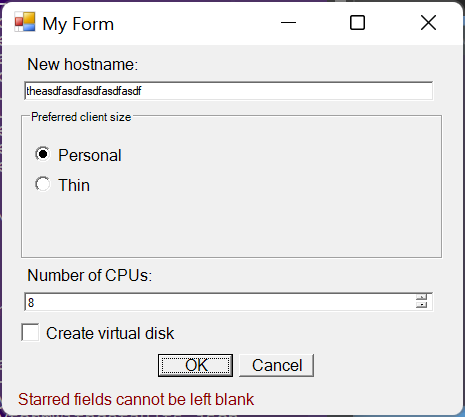 My Form
New hostname:
theasdfasdfasdfasdfasdf
Preferred client size
Personal
Thin
Number of CPUs:
8
Create virtual disk
OK Cancel
Starred fields cannot be left blank